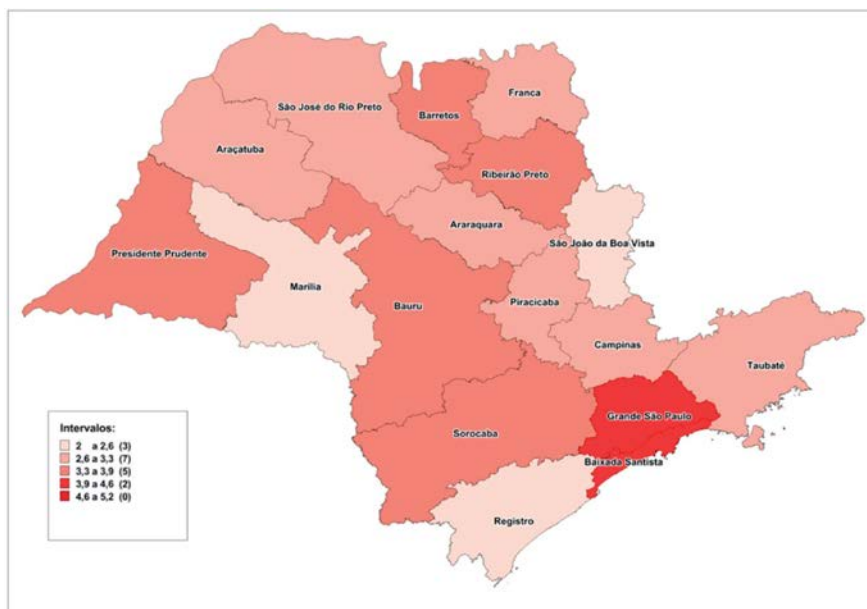 Franca
São José do Rio Preto
Barretos
Araçatuba
Ribeirão Preto
Araraquara
São João da Boa Vista
Presidente Prudente
Marília
Bauru
Piracicaba
Campinas
Taubaté
Grande São Paulo
Sorocaba
Baixada Santista
Registro
Intervalos:
2 a 2,6 (3)
2,6 a 3,3 (7)
3,3 a 3,9 (5)
3,9 a 4,6 (2)
4,6 a 5,2 (0)